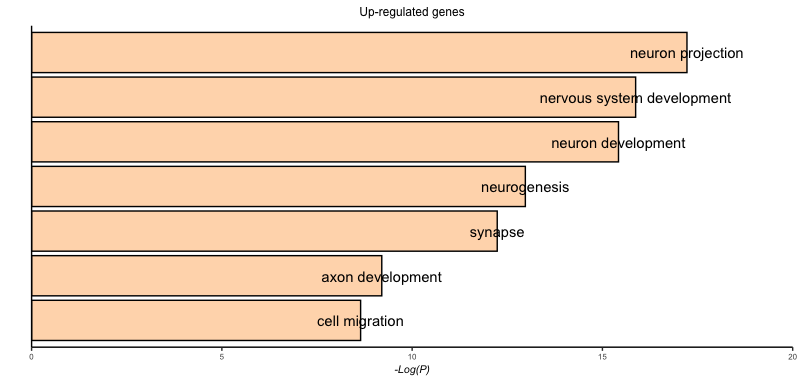 Up-regulated genes
neuron projection
nervous system development
neuron development
neurogenesis
synapse
axon development
cell migration
0 5 10 15 20
-Log(P)